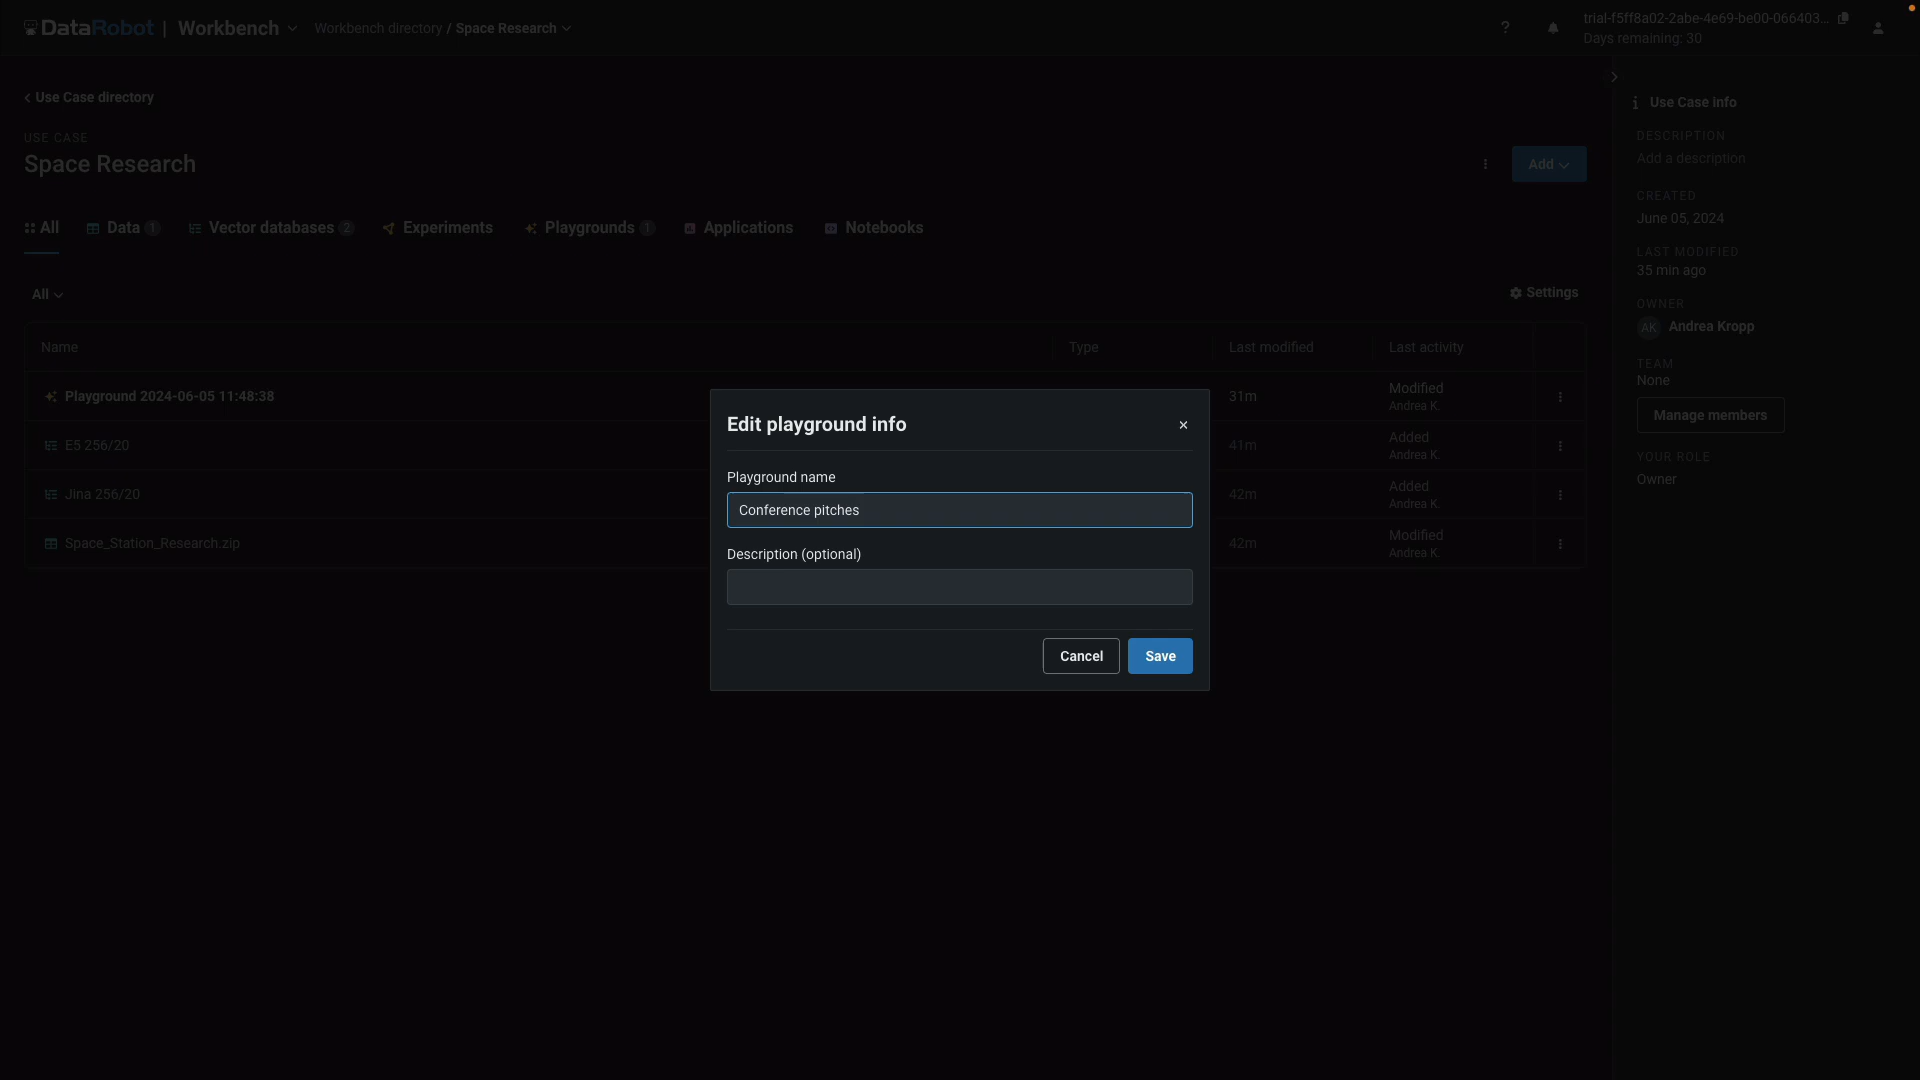 DataRobot | Workbench Workbench directory / Space Research ? trial-f5ff8a02-2abe-4e69-be00-066403...
Days remaining: 30
Use Case directory
USE CASE
Space Research
Add
All Data 1 Vector databases 2 Experiments Playgrounds 1 Applications Notebooks
All Settings
Name Type Last modified Last activity
Playground 2024-06-05 11:48:38 31m Modified
Andrea K.
E5 256/20 41m Added
Andrea K.
Jina 256/20 42m Added
Andrea K.
Space_Station_Research.zip 42m Modified
Andrea K.
Edit playground info
Playground name
Conference pitches
Description (optional)
Cancel Save
Use Case info
DESCRIPTION
Add a description
CREATED
June 05, 2024
LAST MODIFIED
35 min ago
OWNER
AK Andrea Kropp
TEAM
None
Manage members
YOUR ROLE
Owner